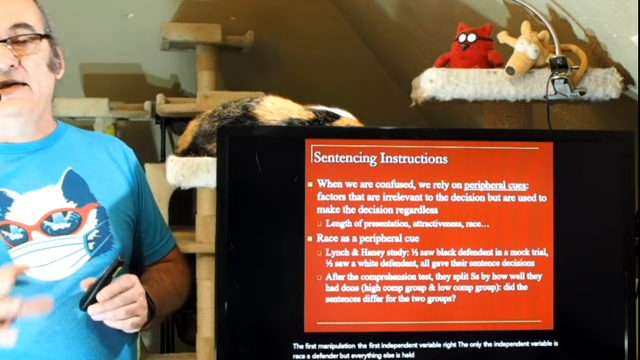 Sentencing Instructions
When we are confused, we rely on peripheral cues:
factors that are irrelevant to the decision but are used to
make the decision regardless
Length of presentation, attractiveness, race…
Race as a peripheral cue
Lynch & Haney study: ½ saw black defendant in a mock trial,
½ saw a white defendant, all gave their sentence decisions
After the comprehension test, they split Ss by how well they
had done (high comp group & low comp group): did the
sentences differ for the two groups?
The first manipulation the first independent variable right The only the independent variable is
race a defender but everything else is held